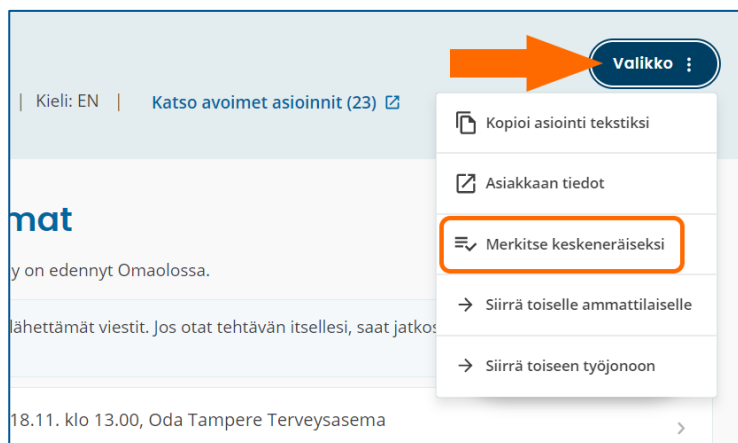 Valikko
| Kieli: EN | Katso avoimet asioinnit (23)
Kopioi asiointi tekstiksi
Asiakkaan tiedot
Merkitse keskeneräiseksi
Siirrä toiselle ammattilaiselle
Siirrä toiseen työjonoon
mat
y on edennyt Omaolossa.
lähettämät viestit. Jos otat tehtävän itsellesi, saat jatkos
18.11. klo 13.00, Oda Tampere Terveysasema